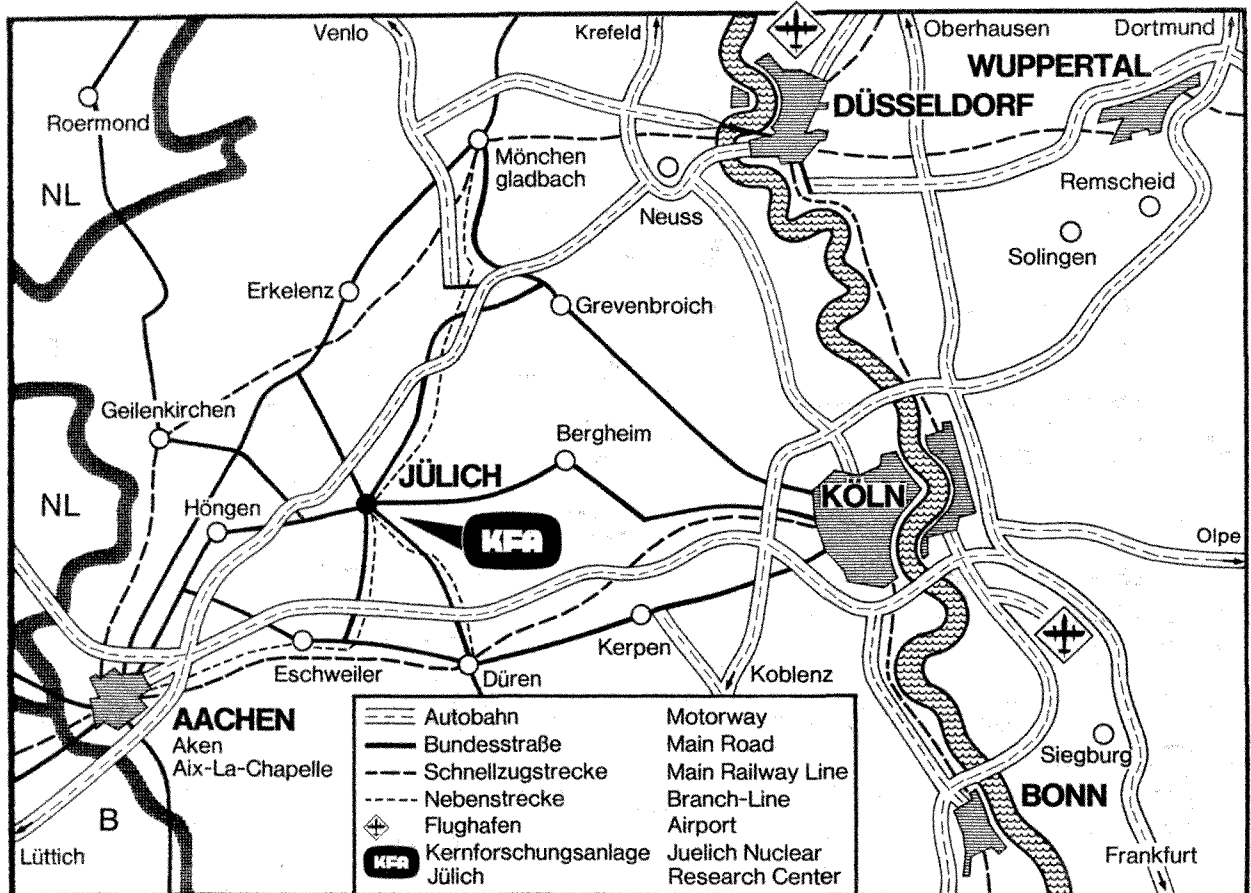 Venlo
Krefeld
Oberhausen
Dortmund
WUPPERTAL
DÜSSELDORF
Roermond
Mönchen
gladbach
NL
Neuss
Remscheid
Solingen
Erkelenz
Grevenbroich
Geilenkirchen
Bergheim
JÜLICH
KÖLN
NL
Höngen
KFA
Olpe
Kerpen
Eschweiler
Düren
Koblenz
AACHEN
Aken
Aix-La-Chapelle
Siegburg
BONN
B
Lüttich
Frankfurt
Autobahn Motorway
Bundesstraße Main Road
Schnellzugstrecke Main Railway Line
Nebenstrecke Branch-Line
Flughafen Airport
KFA Kernforschungsanlage Juelich Nuclear
Jülich Research Center